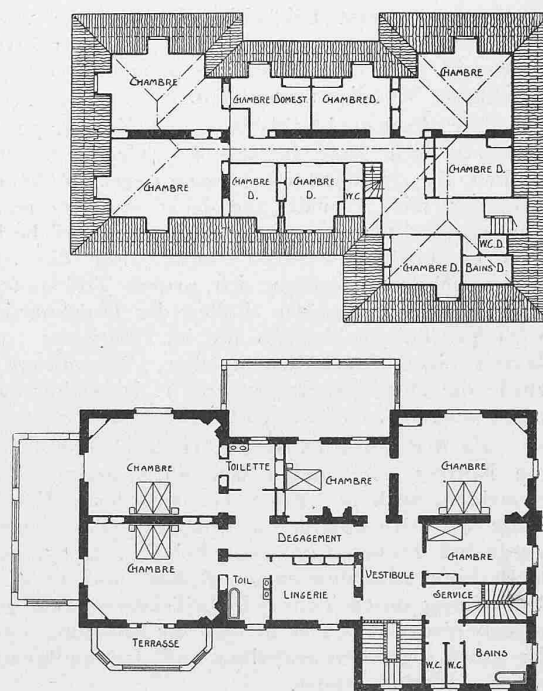 CHAMBRE
CHAMBRE DOMEST.
CHAMBRE D.
CHAMBRE
CHAMBRE
CHAMBRE D.
CHAMBRE D.
W.C.
CHAMBRE D.
W.C. D.
CHAMBRE D.
BAINS D.
CHAMBRE
TOILETTE
CHAMBRE
CHAMBRE
DEGAGEMENT
CHAMBRE
CHAMBRE
VESTIBULE
TOIL.
LINGERIE
SERVICE
TERRASSE
W.C.
W.C.
BAINS